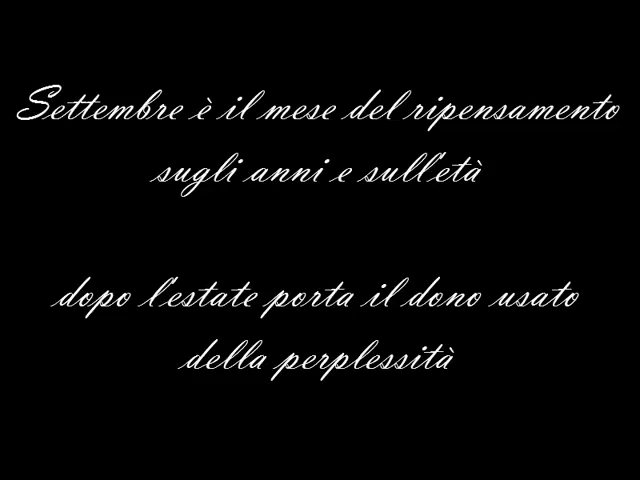 Settembre è il mese del ripensamento
sugli anni e sull'età
dopo l'estate porta il dono usato
della perplessità